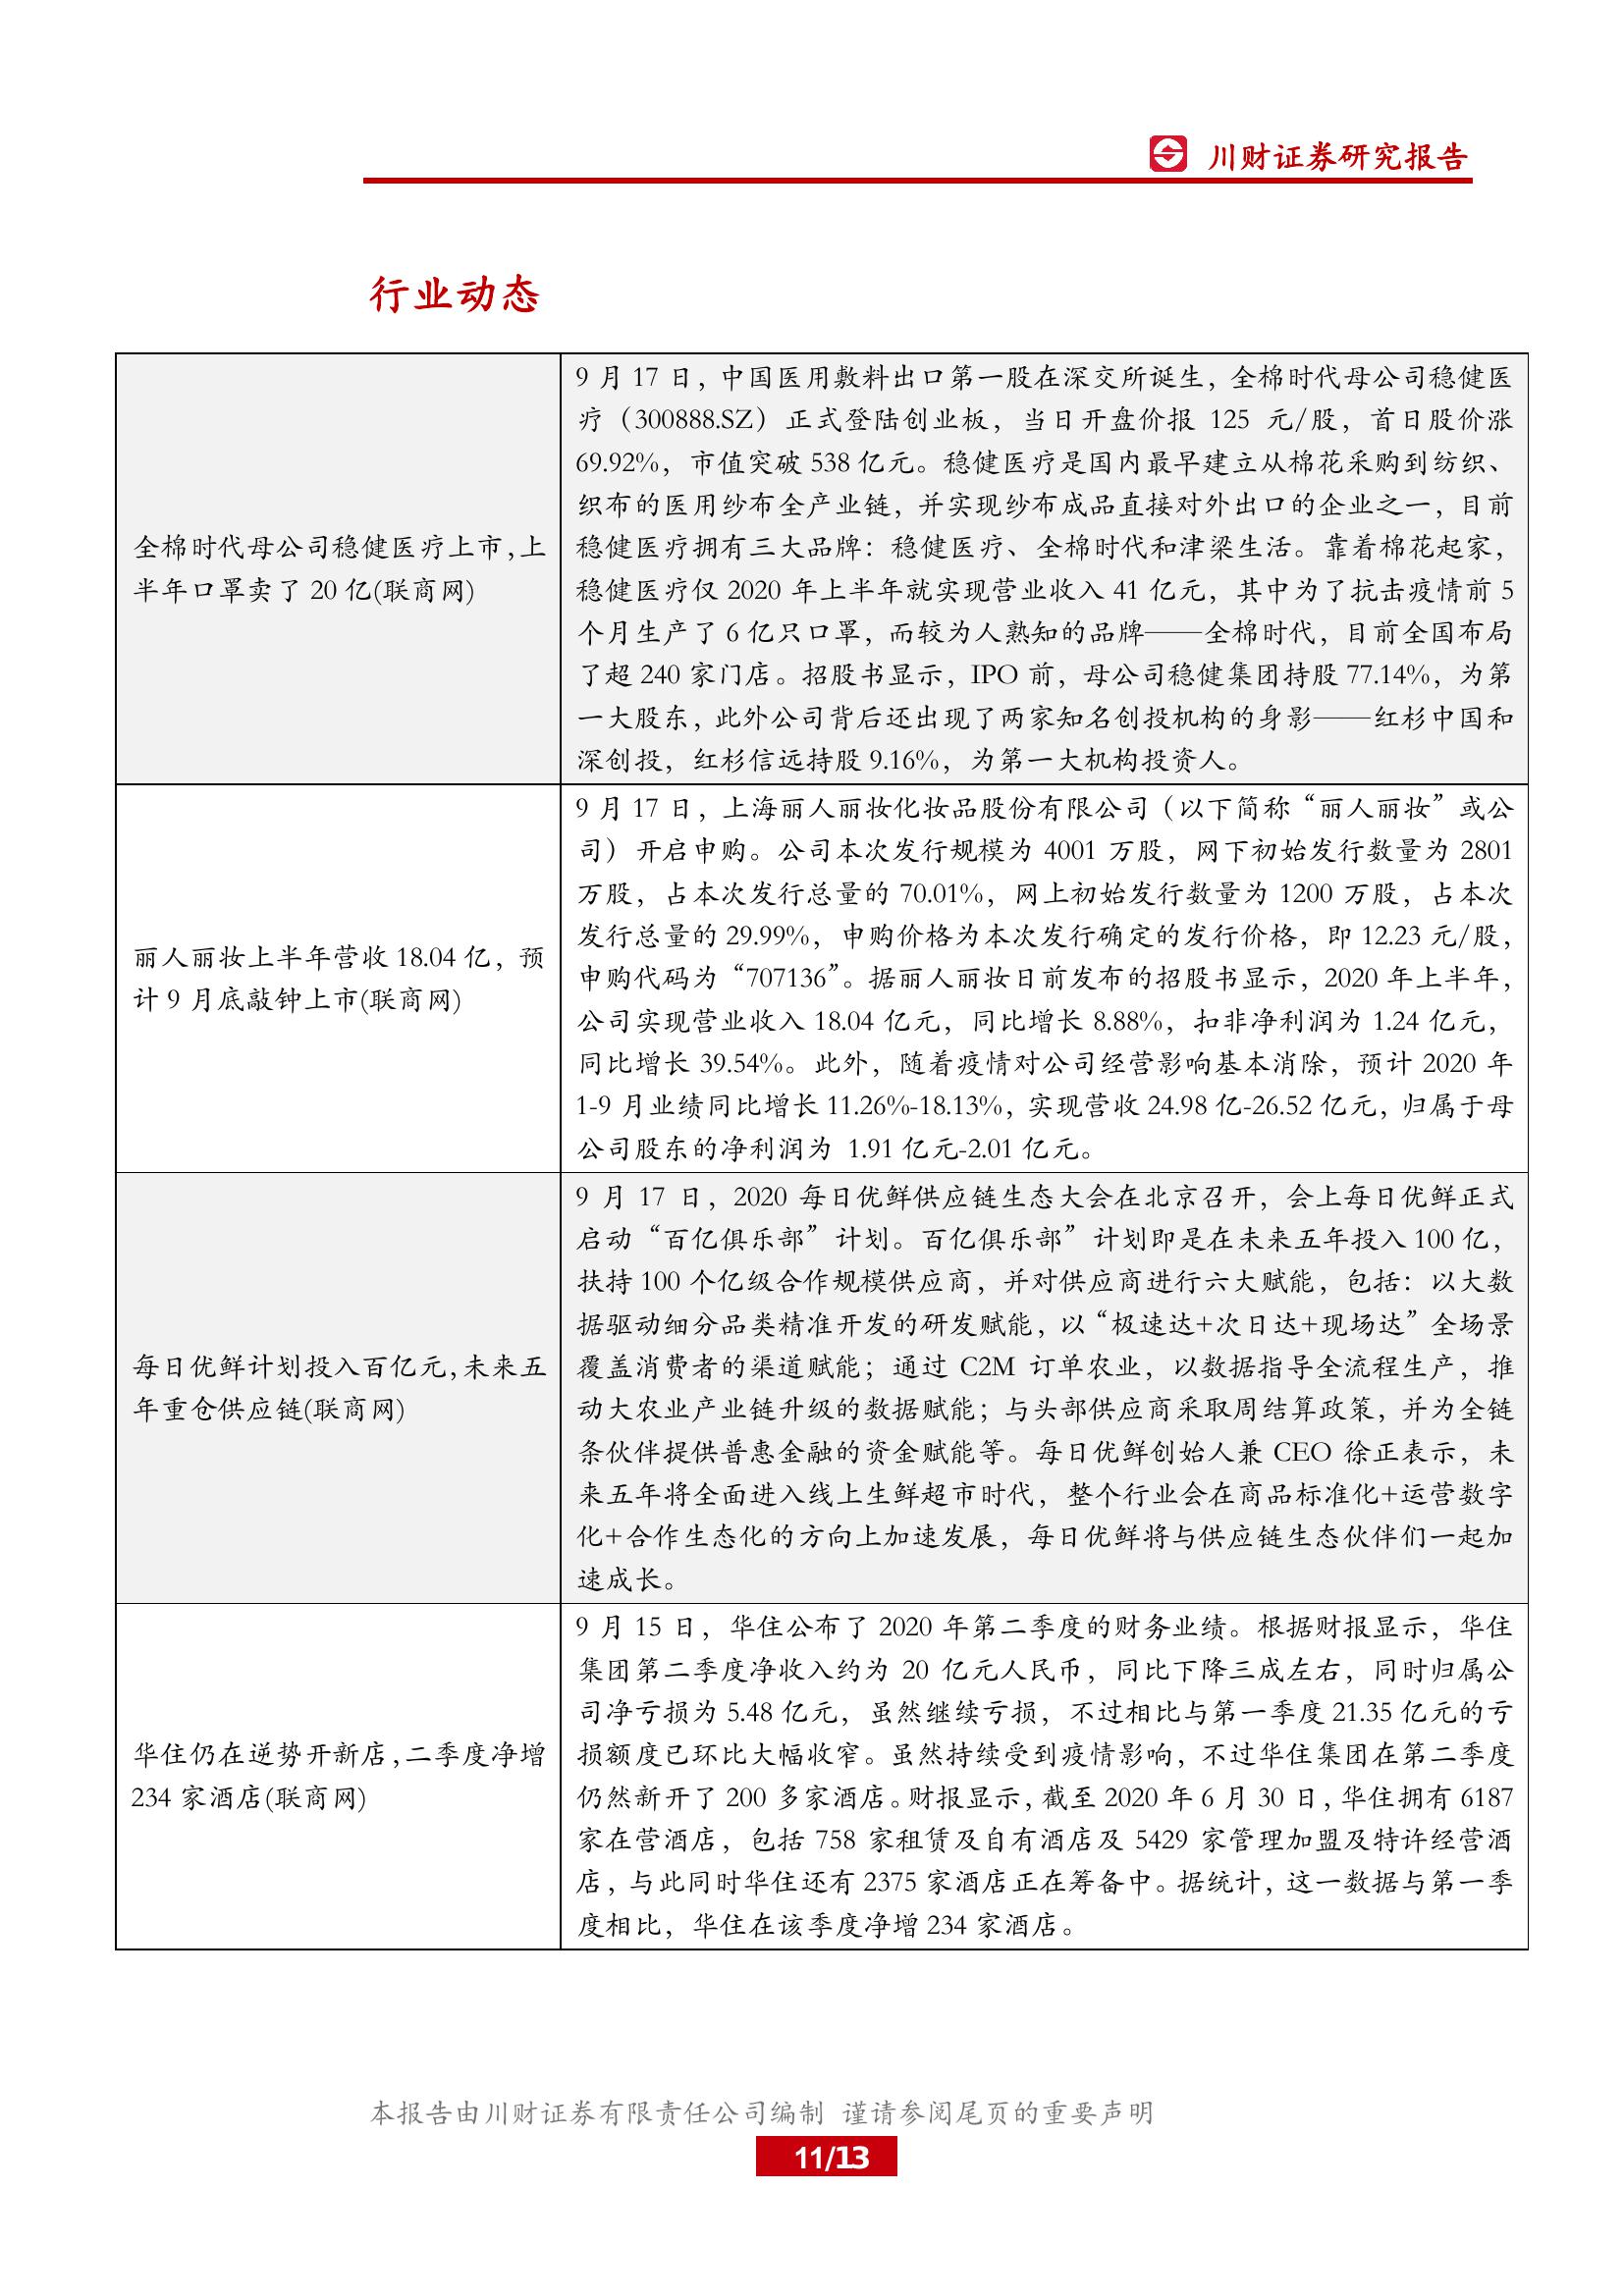 川财证券研究报告
行业动态
全棉时代母公司稳健医疗上市,上
半年口罩卖了 20 亿(联商网)
9 月 17 日，中国医用敷料出口第一股在深交所诞生，全棉时代母公司稳健医
疗（300888.SZ）正式登陆创业板，当日开盘价报 125 元/股，首日股价涨
69.92%，市值突破 538 亿元。稳健医疗是国内最早建立从棉花采购到纺织、
织布的医用纱布全产业链，并实现纱布成品直接对外出口的企业之一，目前
稳健医疗拥有三大品牌：稳健医疗、全棉时代和津梁生活。靠着棉花起家，
稳健医疗仅 2020 年上半年就实现营业收入 41 亿元，其中为了抗击疫情前 5
个月生产了 6 亿只口罩，而较为人熟知的品牌——全棉时代，目前全国布局
了超 240 家门店。招股书显示，IPO 前，母公司稳健集团持股 77.14%，为第
一大股东，此外公司背后还出现了两家知名创投机构的身影——红杉中国和
深创投，红杉信远持股 9.16%，为第一大机构投资人。
丽人丽妆上半年营收 18.04 亿，预
计 9 月底敲钟上市(联商网)
9 月 17 日，上海丽人丽妆化妆品股份有限公司（以下简称“丽人丽妆”或公
司）开启申购。公司本次发行规模为 4001 万股，网下初始发行数量为 2801
万股，占本次发行总量的 70.01%，网上初始发行数量为 1200 万股，占本次
发行总量的 29.99%，申购价格为本次发行确定的发行价格，即 12.23 元/股，
申购代码为“707136”。据丽人丽妆日前发布的招股书显示，2020 年上半年，
公司实现营业收入 18.04 亿元，同比增长 8.88%，扣非净利润为 1.24 亿元，
同比增长 39.54%。此外，随着疫情对公司经营影响基本消除，预计 2020 年
1-9 月业绩同比增长 11.26%-18.13%，实现营收 24.98 亿-26.52 亿元，归属于母
公司股东的净利润为 1.91 亿元-2.01 亿元。
每日优鲜计划投入百亿元,未来五
年重仓供应链(联商网)
9 月 17 日，2020 每日优鲜供应链生态大会在北京召开，会上每日优鲜正式
启动“百亿俱乐部”计划。百亿俱乐部”计划即是在未来五年投入 100 亿，
扶持 100 个亿级合作规模供应商，并对供应商进行六大赋能，包括：以大数
据驱动细分品类精准开发的研发赋能，以“极速达+次日达+现场达”全场景
覆盖消费者的渠道赋能；通过 C2M 订单农业，以数据指导全流程生产，推
动大农业产业链升级的数据赋能；与头部供应商采取周结算政策，并为全链
条伙伴提供普惠金融的资金赋能等。每日优鲜创始人兼 CEO 徐正表示，未
来五年将全面进入线上生鲜超市时代，整个行业会在商品标准化+运营数字
化+合作生态化的方向上加速发展，每日优鲜将与供应链生态伙伴们一起加
速成长。
华住仍在逆势开新店,二季度净增
234 家酒店(联商网)
9 月 15 日，华住公布了 2020 年第二季度的财务业绩。根据财报显示，华住
集团第二季度净收入约为 20 亿元人民币，同比下降三成左右，同时归属公
司净亏损为 5.48 亿元，虽然继续亏损，不过相比与第一季度 21.35 亿元的亏
损额度已环比大幅收窄。虽然持续受到疫情影响，不过华住集团在第二季度
仍然新开了 200 多家酒店。财报显示，截至 2020 年 6 月 30 日，华住拥有 6187
家在营酒店，包括 758 家租赁及自有酒店及 5429 家管理加盟及特许经营酒
店，与此同时华住还有 2375 家酒店正在筹备中。据统计，这一数据与第一季
度相比，华住在该季度净增 234 家酒店。
本报告由川财证券有限责任公司编制 谨请参阅尾页的重要声明
11/13